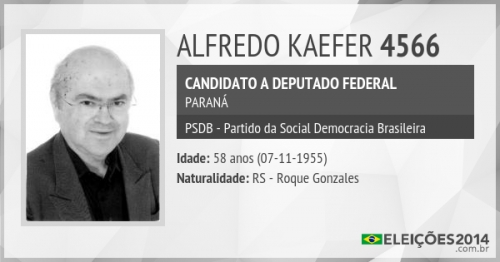 ALFREDO KAEFER 4566
CANDIDATO A DEPUTADO FEDERAL
PARANÁ
PSDB - Partido da Social Democracia Brasileira
Idade: 58 anos (07-11-1955)
Naturalidade: RS - Roque Gonzales
ELEIÇÕES2014
.com.br